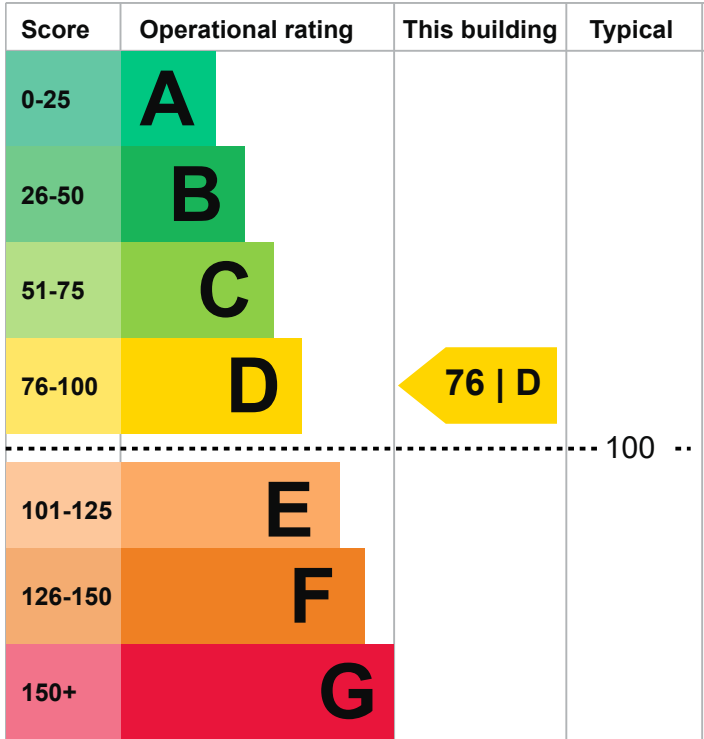 Score Operational rating This building Typical
0-25 A
26-50 B
51-75 C
76-100 D 76 | D
100
101-125 E
126-150 F
150+ G